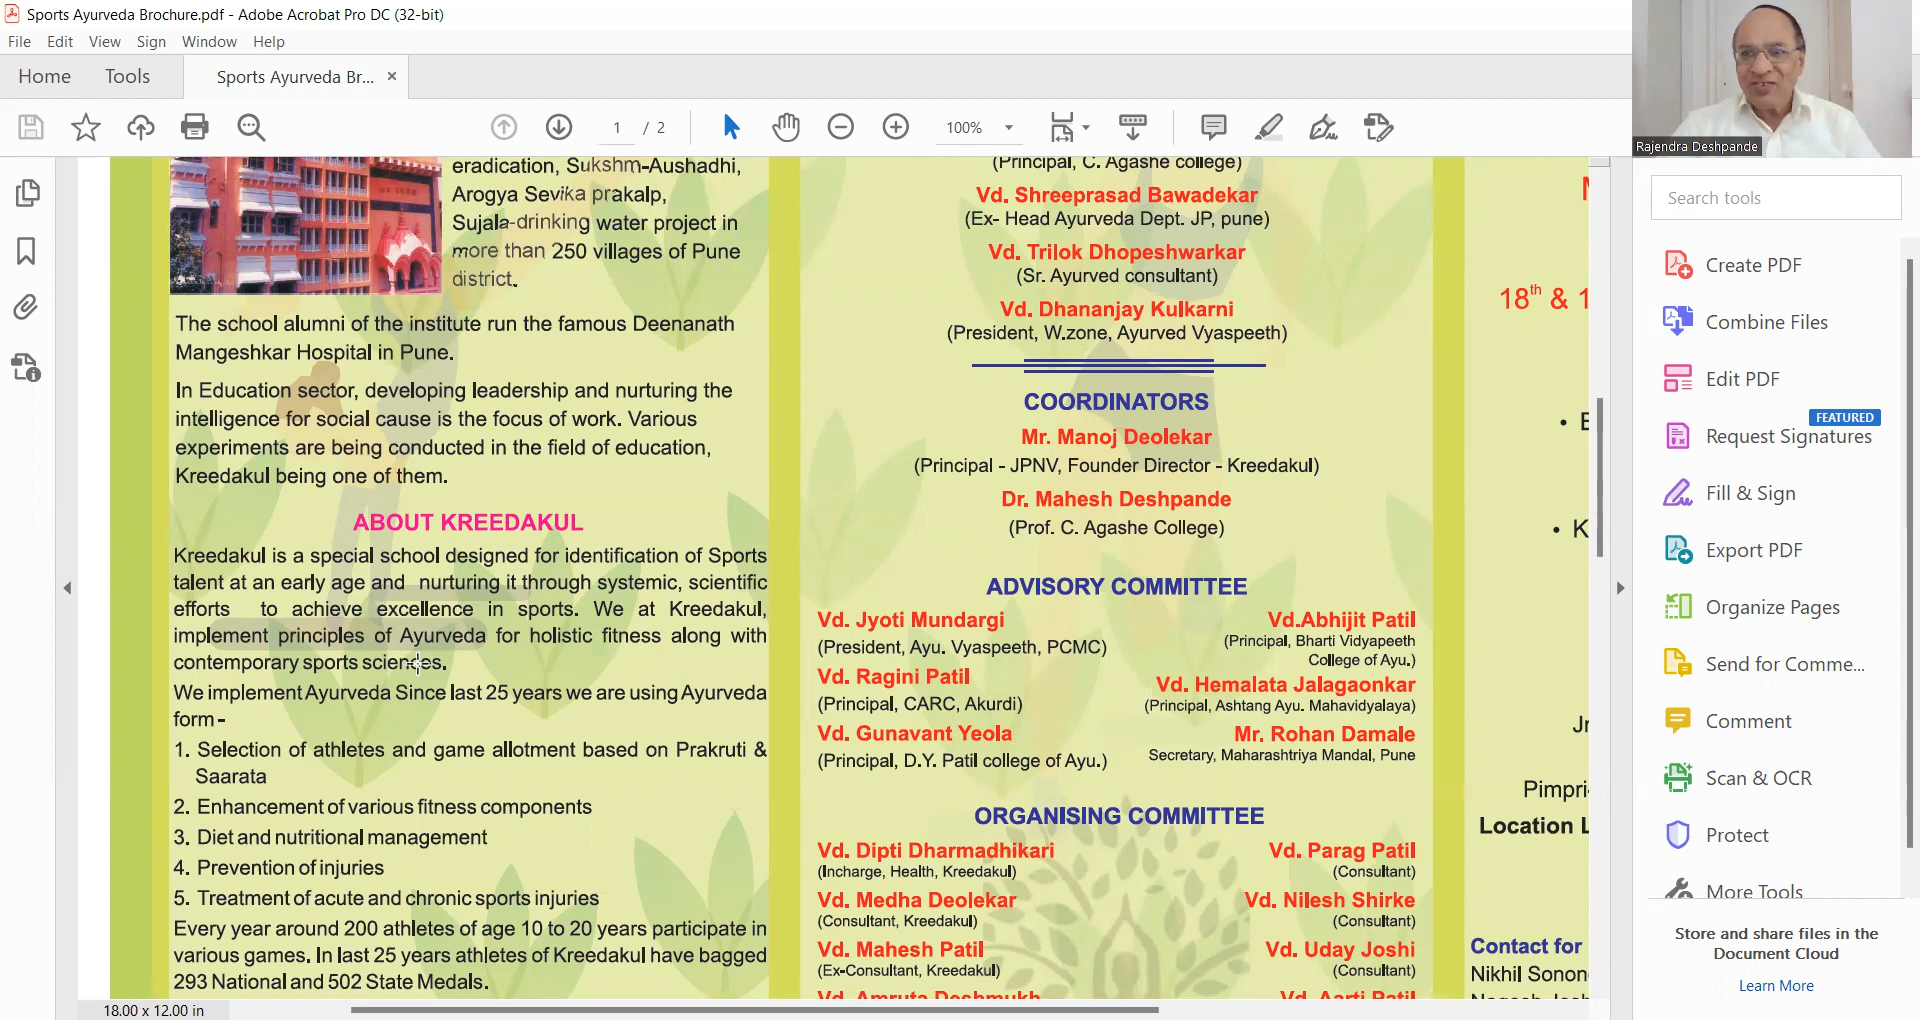 Sports Ayurveda Brochure.pdf - Adobe Acrobat Pro DC (32-bit)
File Edit View Sign Window Help
Home Tools Sports Ayurveda Br... ×
1 / 2 100%
Rajendra Deshpande
eradication, Sukshm-Aushadhi,
Arogya Sevika prakalp,
Sujala-drinking water project in
more than 250 villages of Pune
district.
The school alumni of the institute run the famous Deenanath
Mangeshkar Hospital in Pune.
In Education sector, developing leadership and nurturing the
intelligence for social cause is the focus of work. Various
experiments are being conducted in the field of education,
Kreedakul being one of them.
ABOUT KREEDAKUL
Kreedakul is a special school designed for identification of Sports
talent at an early age and nurturing it through systemic, scientific
efforts to achieve excellence in sports. We at Kreedakul,
implement principles of Ayurveda for holistic fitness along with
contemporary sports sciences.
We implement Ayurveda Since last 25 years we are using Ayurveda
form -
1. Selection of athletes and game allotment based on Prakruti &
Saarata
2. Enhancement of various fitness components
3. Diet and nutritional management
4. Prevention of injuries
5. Treatment of acute and chronic sports injuries
Every year around 200 athletes of age 10 to 20 years participate in
various games. In last 25 years athletes of Kreedakul have bagged
293 National and 502 State Medals.
(Principal, C. Agashe college)
Vd. Shreeprasad Bawadekar
(Ex- Head Ayurveda Dept. JP, pune)
Vd. Trilok Dhopeshwarkar
(Sr. Ayurved consultant)
Vd. Dhananjay Kulkarni
(President, W.zone, Ayurved Vyaspeeth)
COORDINATORS
Mr. Manoj Deolekar
(Principal - JPNV, Founder Director - Kreedakul)
Dr. Mahesh Deshpande
(Prof. C. Agashe College)
ADVISORY COMMITTEE
Vd. Jyoti Mundargi
(President, Ayu. Vyaspeeth, PCMC)
Vd. Ragini Patil
(Principal, CARC, Akurdi)
Vd. Gunavant Yeola
(Principal, D.Y. Patil college of Ayu.)
Vd.Abhijit Patil
(Principal, Bharti Vidyapeeth
College of Ayu.)
Vd. Hemalata Jalagaonkar
(Principal, Ashtang Ayu. Mahavidyalaya)
Mr. Rohan Damale
Secretary, Maharashtriya Mandal, Pune
ORGANISING COMMITTEE
Vd. Dipti Dharmadhikari
(Incharge, Health, Kreedakul)
Vd. Medha Deolekar
(Consultant, Kreedakul)
Vd. Mahesh Patil
(Ex-Consultant, Kreedakul)
Vd. Amruta Deshmukh
Vd. Parag Patil
(Consultant)
Vd. Nilesh Shirke
(Consultant)
Vd. Uday Joshi
(Consultant)
Vd. Aarti Patil
18th & 1
• E
• K
Jr
Pimpri-
Location L
Contact for
Nikhil Sonon
Search tools
Create PDF
Combine Files
Edit PDF
FEATURED
Request Signatures
Fill & Sign
Export PDF
Organize Pages
Send for Comme...
Comment
Scan & OCR
Protect
More Tools
Store and share files in the
Document Cloud
Learn More
18.00 x 12.00 in